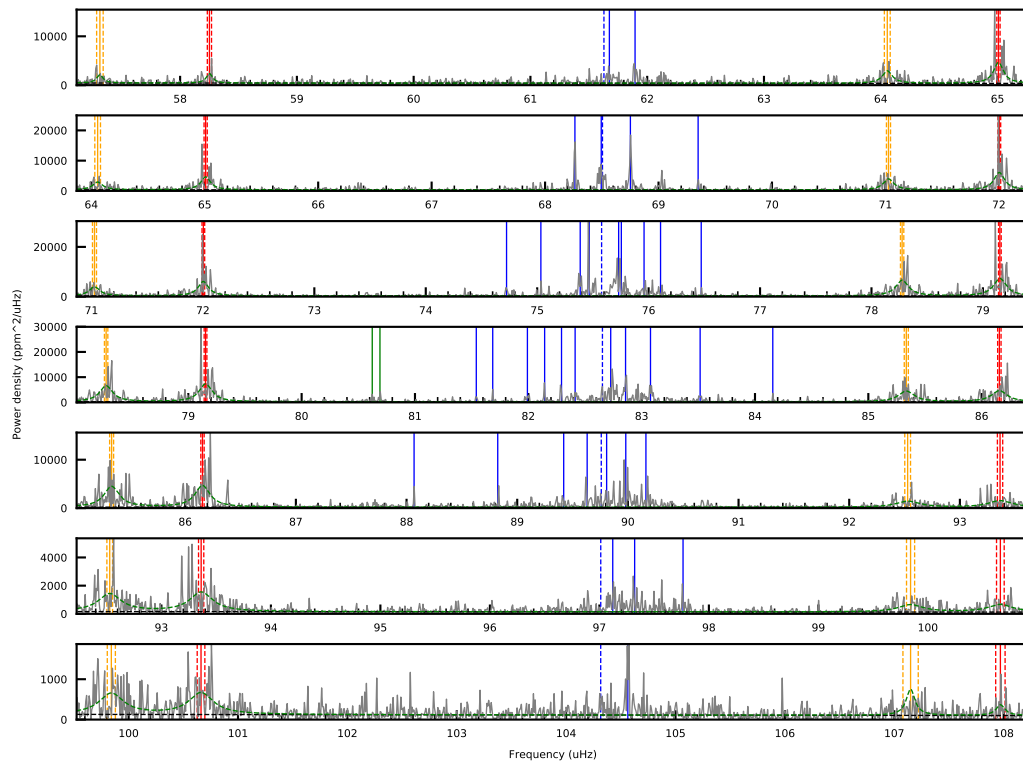 10000
0
58 59 60 61 62 63 64 65
20000
10000
0
64 65 66 67 68 69 70 71 72
20000
0
71 72 73 74 75 76 77 78 79
30000
20000
10000
0
79 80 81 82 83 84 85 86
Power density (ppm^2/uHz)
10000
0
86 87 88 89 90 91 92 93
4000
2000
0
93 94 95 96 97 98 99 100
1000
0
100 101 102 103 104 105 106 107 108
Frequency (uHz)